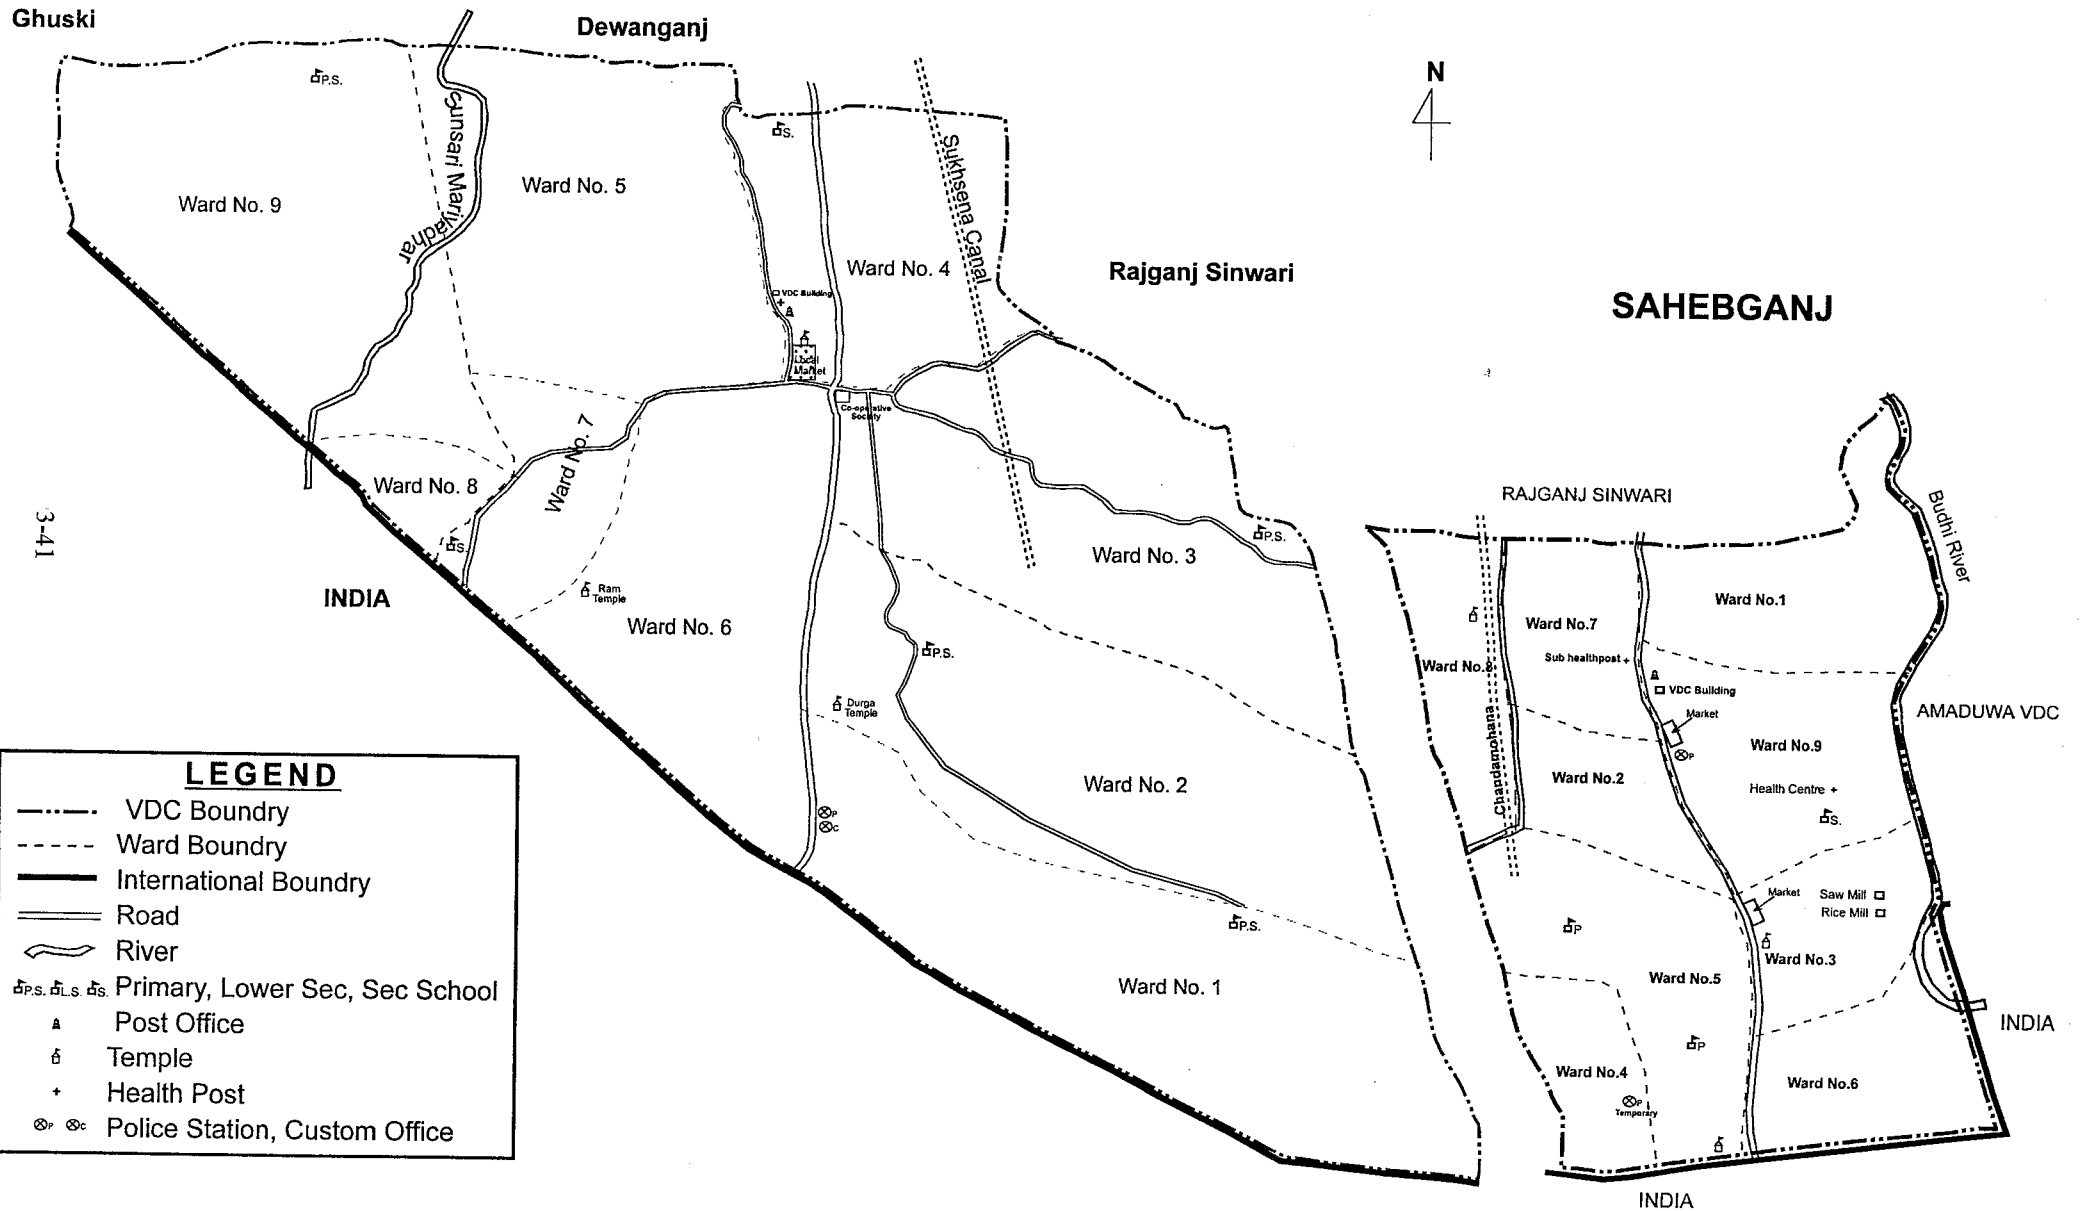 Ghuski
Dewanganj
N
P.S.
S.
Sunsari Mariyadhar
Sukhsena Canal
Ward No. 9
Ward No. 5
Ward No. 4
Rajganj Sinwari
SAHEBGANJ
VDC Building
Local
Market
Co-operative
Society
Ward No. 7
Ward No. 8
S.
Ward No. 3
P.S.
3-41
INDIA
Ram
Temple
Ward No. 6
P.S.
Durga
Temple
Ward No. 2
P
C
P.S.
Ward No. 1
RAJGANJ SINWARI
Budhi River
Ward No.1
Ward No.7
Sub healthpost
Ward No.8
VDC Building
Market
AMADUWA VDC
Chandamohana
Ward No.9
P
Ward No.2
Health Centre
S.
Market
Saw Mill
Rice Mill
P
Ward No.3
Ward No.5
INDIA
P
Ward No.4
Ward No.6
P
Temporary
INDIA
LEGEND
VDC Boundry
Ward Boundry
International Boundry
Road
River
P.S. L.S. S. Primary, Lower Sec, Sec School
Post Office
Temple
Health Post
P C Police Station, Custom Office